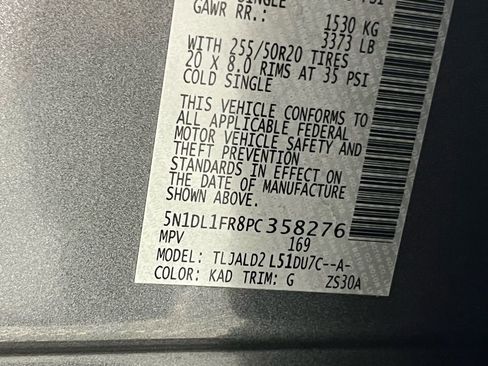 SINGLE
PSI
GAWR RR.:
1530 KG
3373 LB
WITH 255/50R20 TIRES
20 X 8.0 RIMS AT 35 PSI
COLD SINGLE
THIS VEHICLE CONFORMS TO
ALL APPLICABLE FEDERAL
MOTOR VEHICLE SAFETY AND
THEFT PREVENTION
STANDARDS IN EFFECT ON
THE DATE OF MANUFACTURE
SHOWN ABOVE.
5N1DL1FR8PC358276
MPV 169
MODEL: TLJALD2 L51DU7C--A-
COLOR: KAD TRIM: G ZS30A